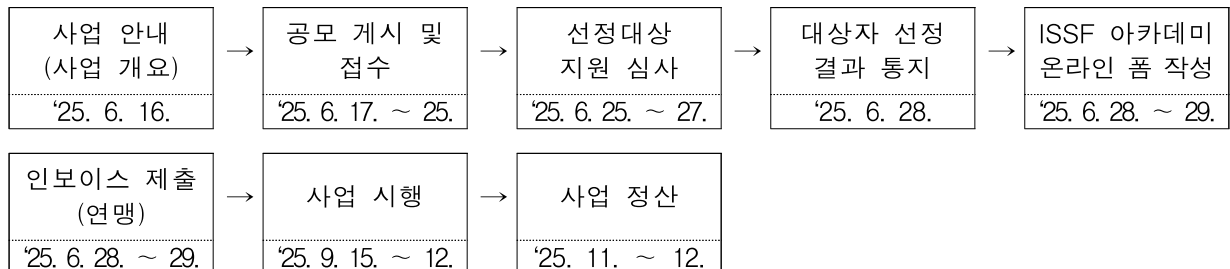 사업 안내
(사업 개요)
'25. 6. 16.
→
공모 게시 및
접수
'25. 6. 17. ~ 25.
→
선정대상
지원 심사
'25. 6. 25. ~ 27.
→
대상자 선정
결과 통지
'25. 6. 28.
→
ISSF 아카데미
온라인 폼 작성
'25. 6. 28. ~ 29.
인보이스 제출
(연맹)
'25. 6. 28. ~ 29.
→
사업 시행
'25. 9. 15. ~ 12.
→
사업 정산
'25. 11. ~ 12.